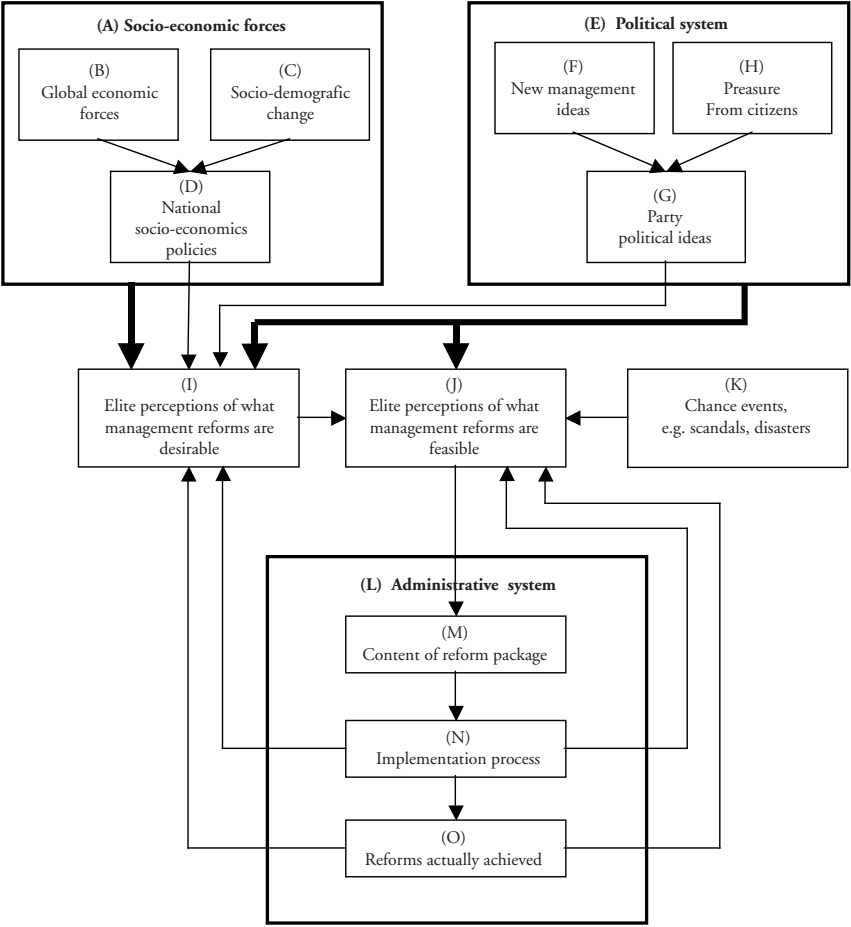 (A) Socio-economic forces
(B)
Global economic
forces
(C)
Socio-demografic
change
(D)
National
socio-economics
policies
(E) Political system
(F)
New management
ideas
(H)
Preasure
From citizens
(G)
Party
political ideas
(I)
Elite perceptions of what
management reforms are
desirable
(J)
Elite perceptions of what
management reforms are
feasible
(K)
Chance events,
e.g. scandals, disasters
(L) Administrative system
(M)
Content of reform package
(N)
Implementation process
(O)
Reforms actually achieved